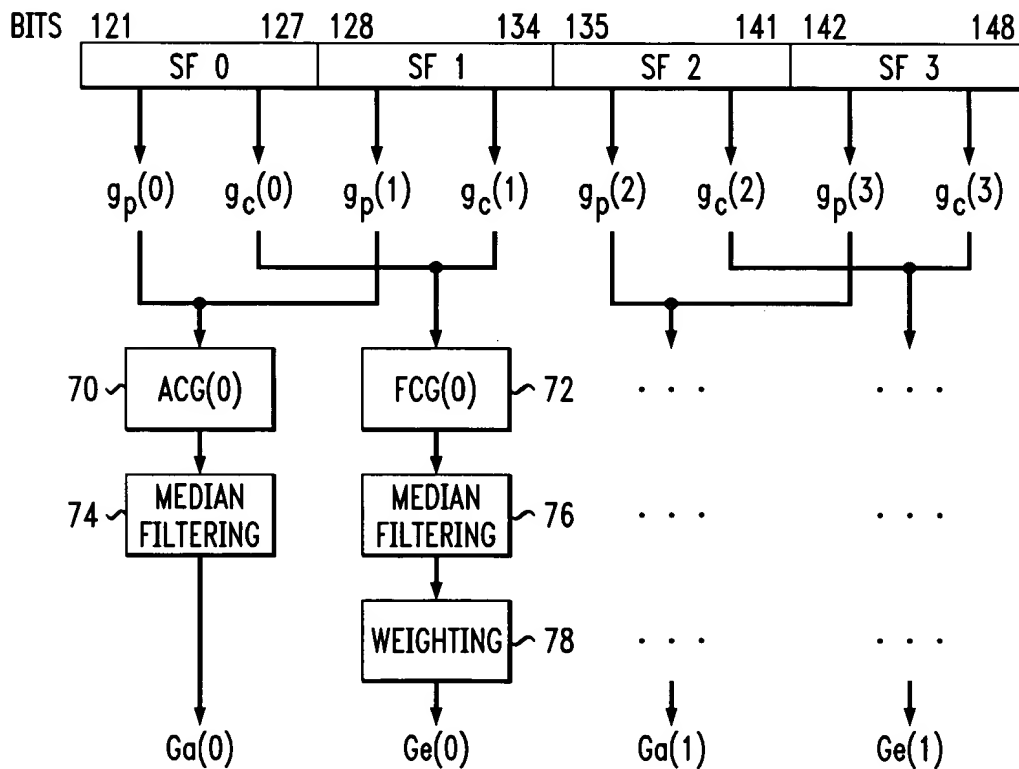 BITS 121 127 128 134 135 141 142 148
SF 0 SF 1 SF 2 SF 3
gp(0) gc(0) gp(1) gc(1) gp(2) gc(2) gp(3) gc(3)
70 ACG(0) FCG(0) 72 . . . . . .
74 MEDIAN FILTERING MEDIAN FILTERING 76 . . . . . .
WEIGHTING 78 . . . . . .
Ga(0) Ge(0) Ga(1) Ge(1)